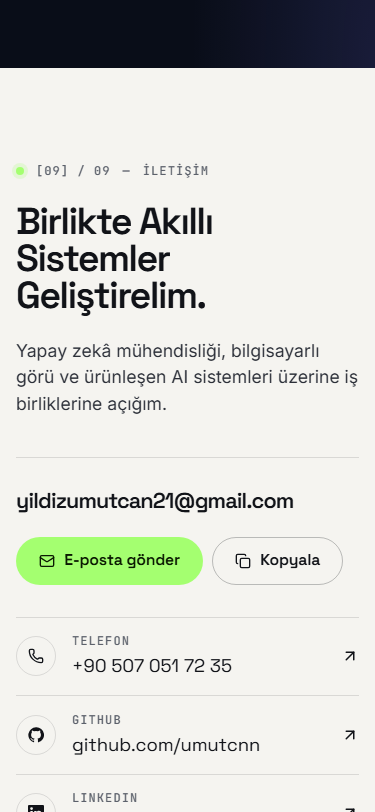 [09] / 09 — İLETİŞİM
Birlikte Akıllı
Sistemler
Geliştirelim.
Yapay zekâ mühendisliği, bilgisayarlı
görü ve ürünleşen AI sistemleri üzerine iş
birliklerine açığım.
yildizumutcan21@gmail.com
E-posta gönder
Kopyala
TELEFON
+90 507 051 72 35
GITHUB
github.com/umutcnn
LINKEDIN